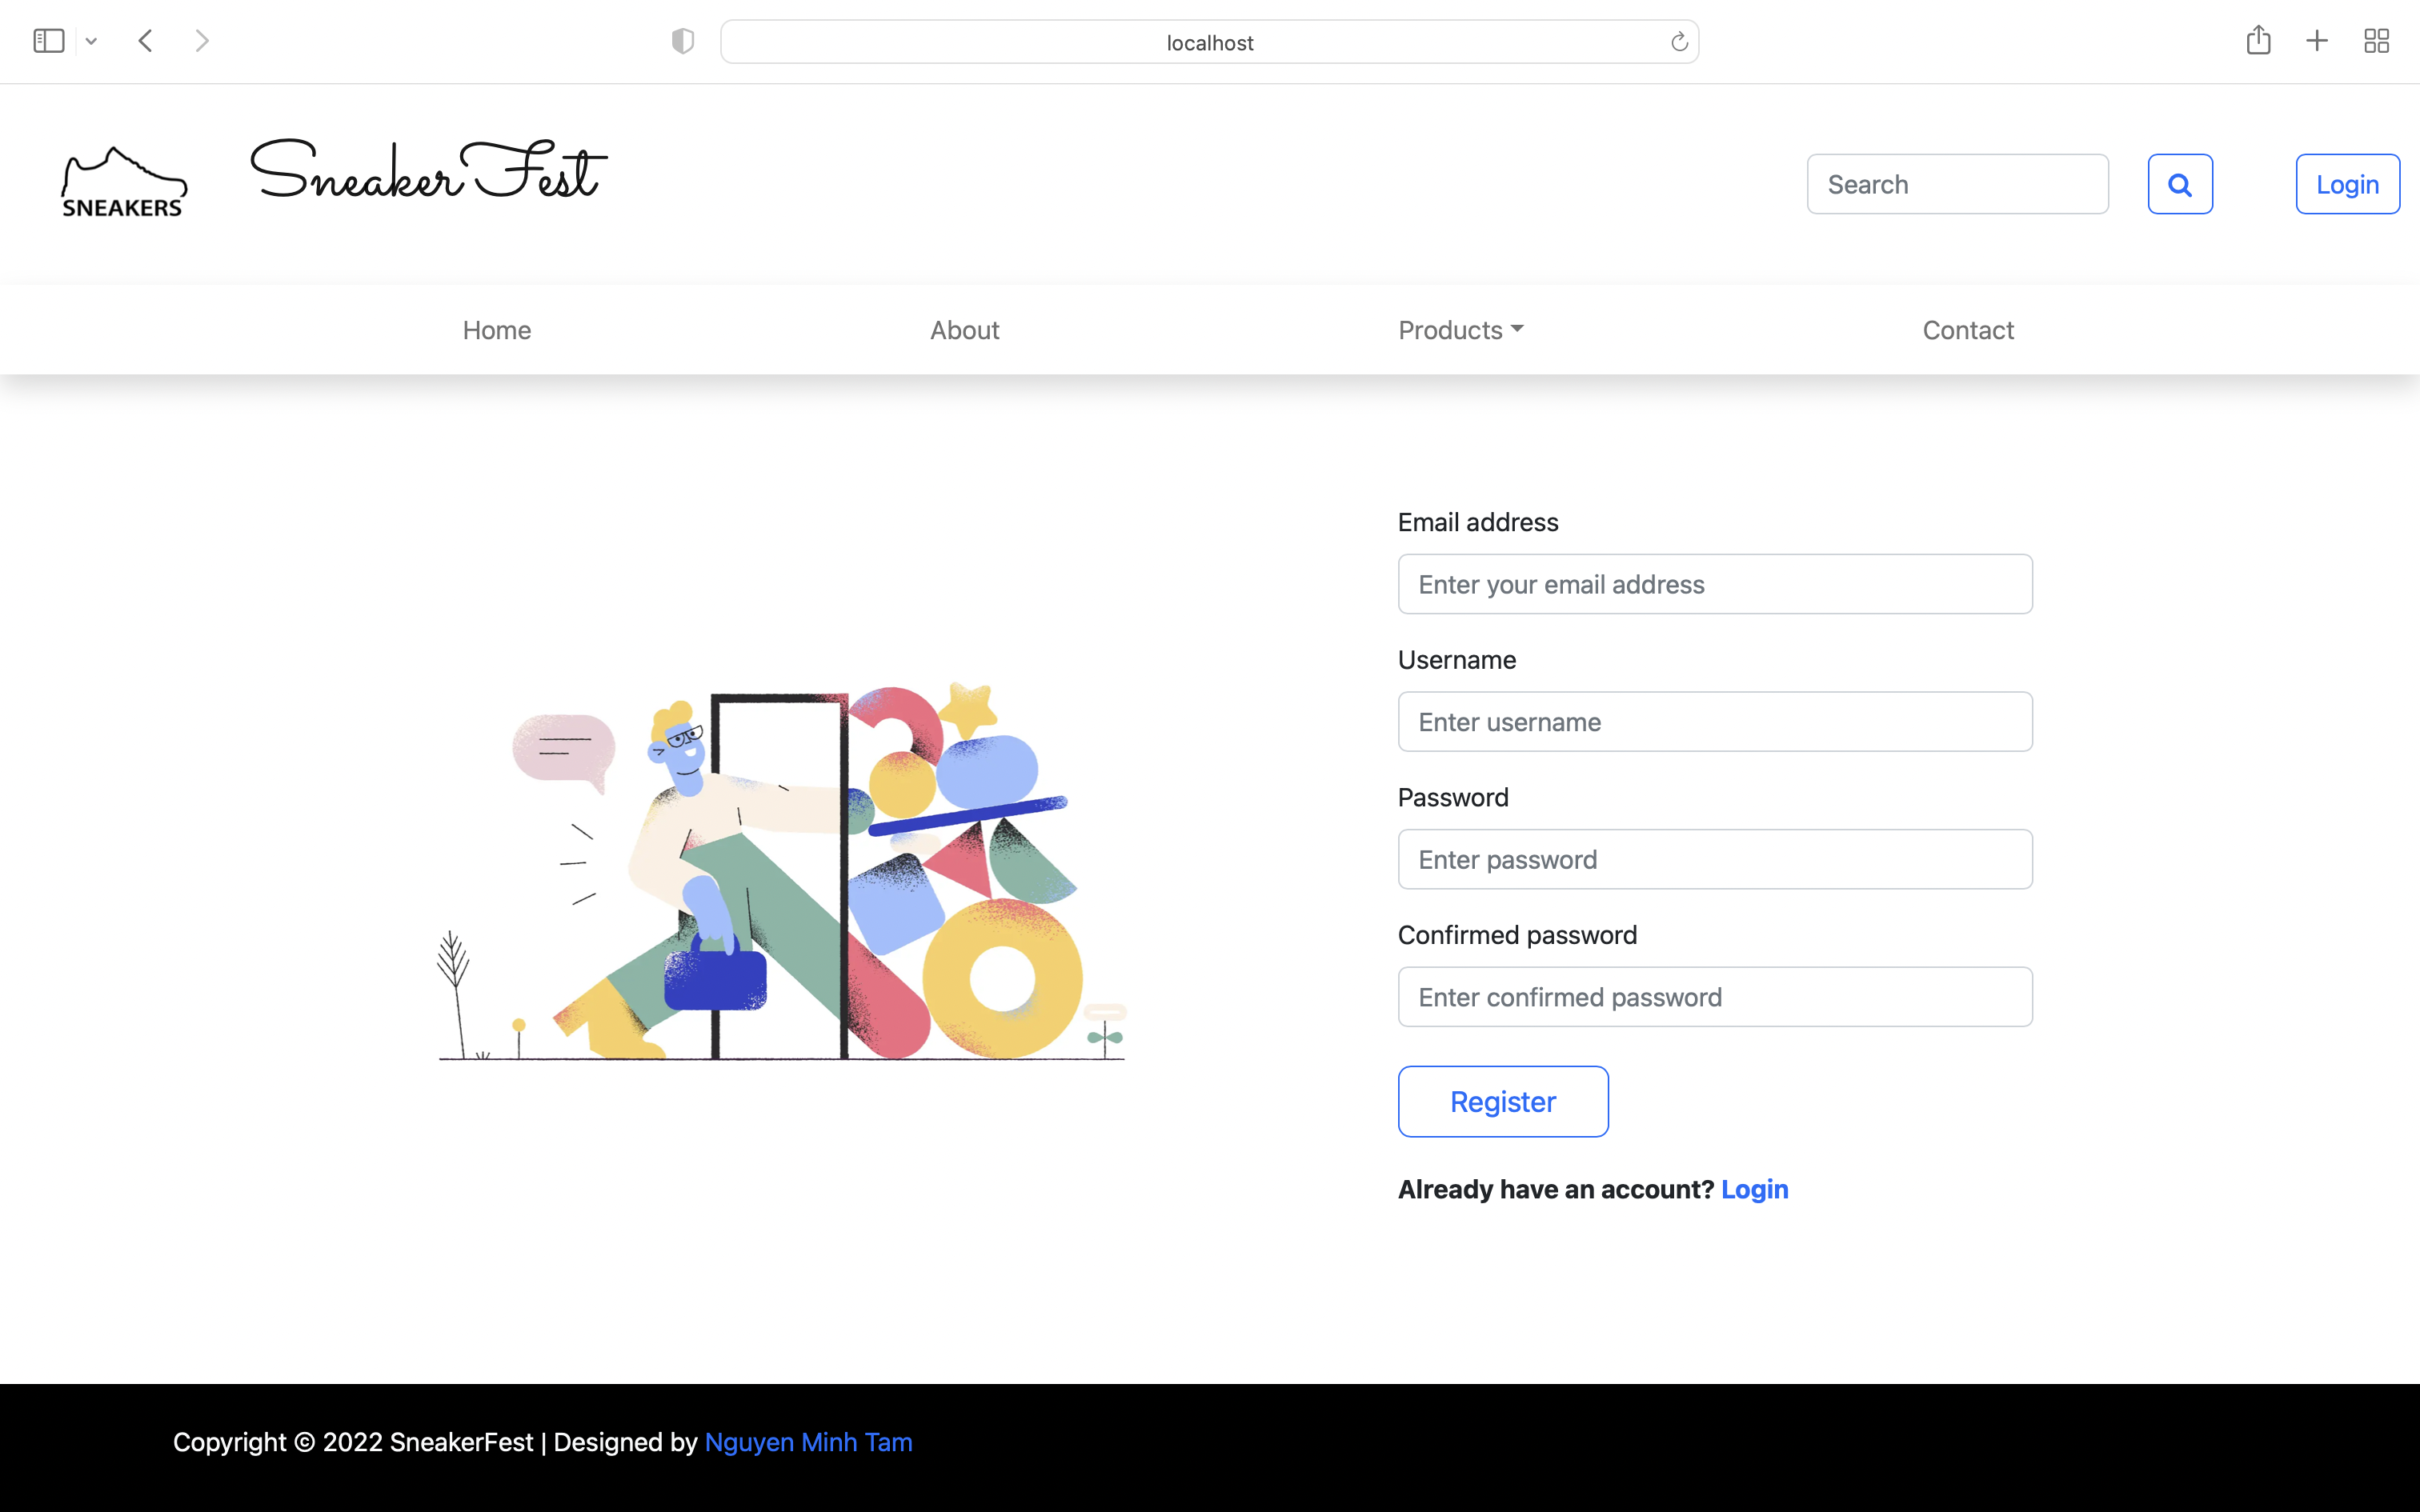 localhost
SNEAKERS
SneakerFest
Search
Login
Home
About
Products
Contact
Email address
Enter your email address
Username
Enter username
Password
Enter password
Confirmed password
Enter confirmed password
Register
Already have an account? Login
Copyright © 2022 SneakerFest | Designed by Nguyen Minh Tam